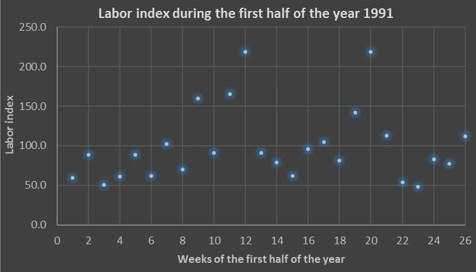 Labor index during the first half of the year 1991
250.0
200.0
150.0
100.0
50.0
0.0
Labor index
0 2 4 6 8 10 12 14 16 18 20 22 24 26
Weeks of the first half of the year